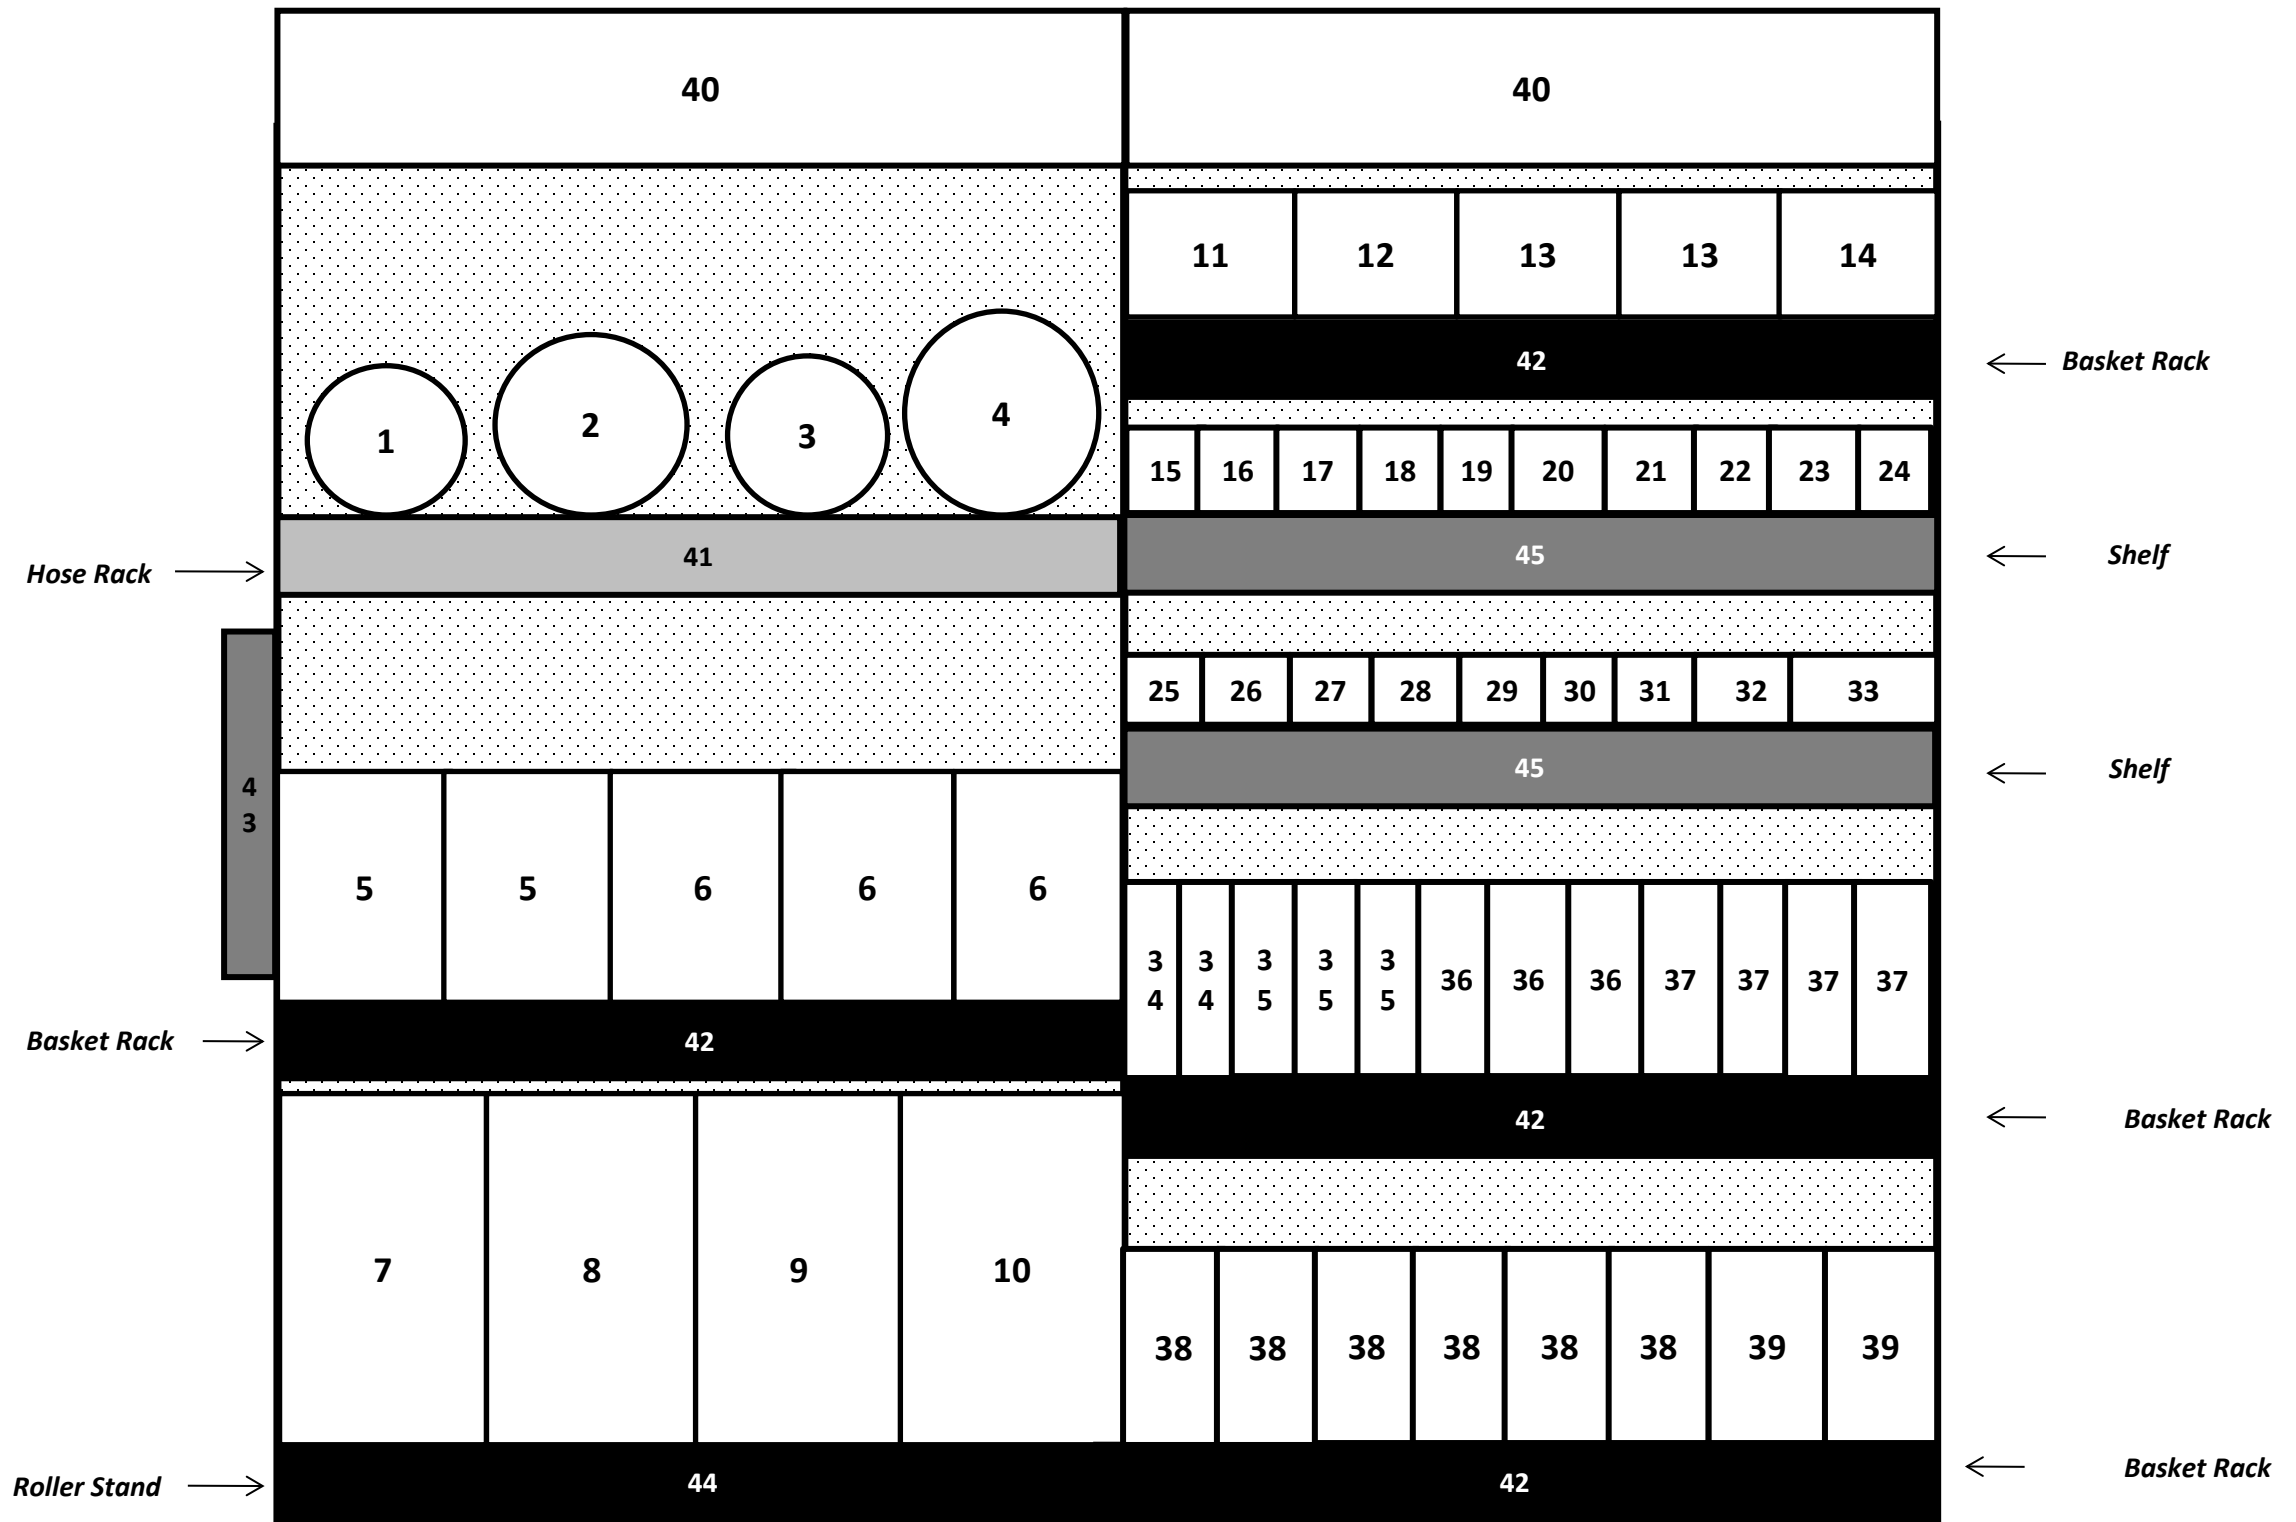 40 40
11 12 13 13 14
42
Basket Rack
1 2 3 4
15 16 17 18 19 20 21 22 23 24
Hose Rack
41
45
Shelf
25 26 27 28 29 30 31 32 33
45
Shelf
4
3
5 5 6 6 6
3 3 3 3 3
4 4 5 5 5
36 36 36 37 37 37 37
Basket Rack
42
42
Basket Rack
7 8 9 10
38 38 38 38 38 38 39 39
Roller Stand
44
42
Basket Rack